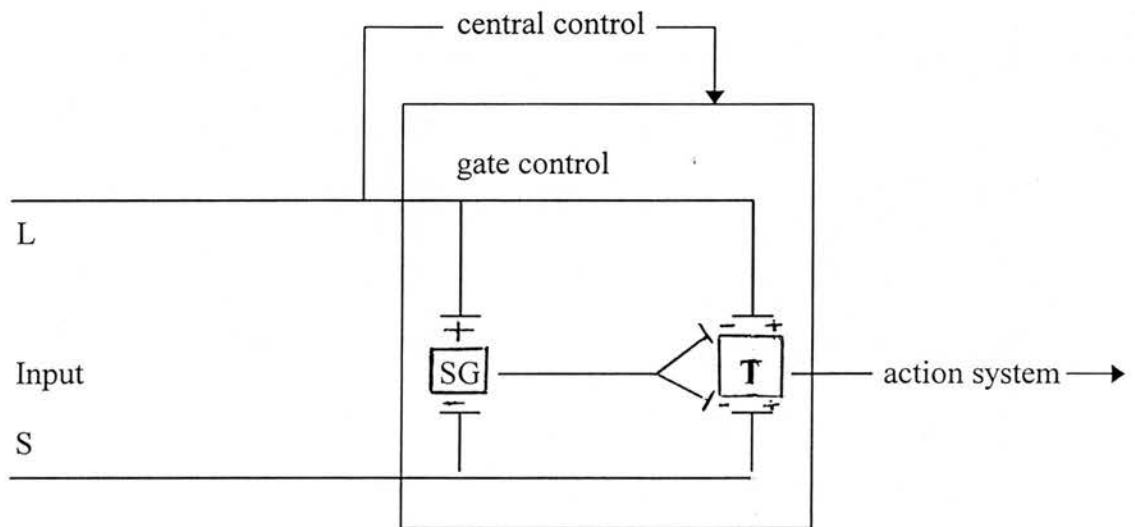 central control
gate control
L
- +
+
Input
SG
T
action system
-
- +
S